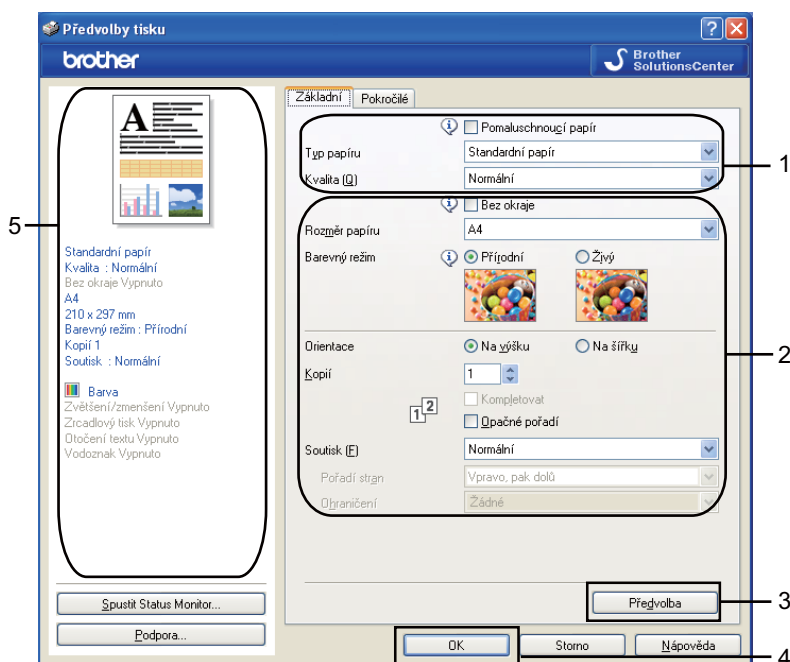 Předvolby tisku
brother
Brother
SolutionsCenter
Základní Pokročilé
Pomaluschnoucí papír
Typ papíru Standardní papír
Kvalita (Q) Normální
1
Bez okraje
Rozměr papíru A4
Barevný režim Přírodní Živý
Orientace Na výšku Na šířku
2
Kopií 1
Kompletovat
1 2
Opačné pořadí
Soutisk (F) Normální
Pořadí stran Vpravo, pak dolů
Ohraničení Žádné
A
5
Standardní papír
Kvalita : Normální
Bez okraje Vypnuto
A4
210 x 297 mm
Barevný režim : Přírodní
Kopií 1
Soutisk : Normální
Barva
Zvětšení/zmenšení Vypnuto
Zrcadlový tisk Vypnuto
Otočení textu Vypnuto
Vodoznak Vypnuto
Spustit Status Monitor...
Předvolba
3
Podpora...
OK Storno Nápověda
4